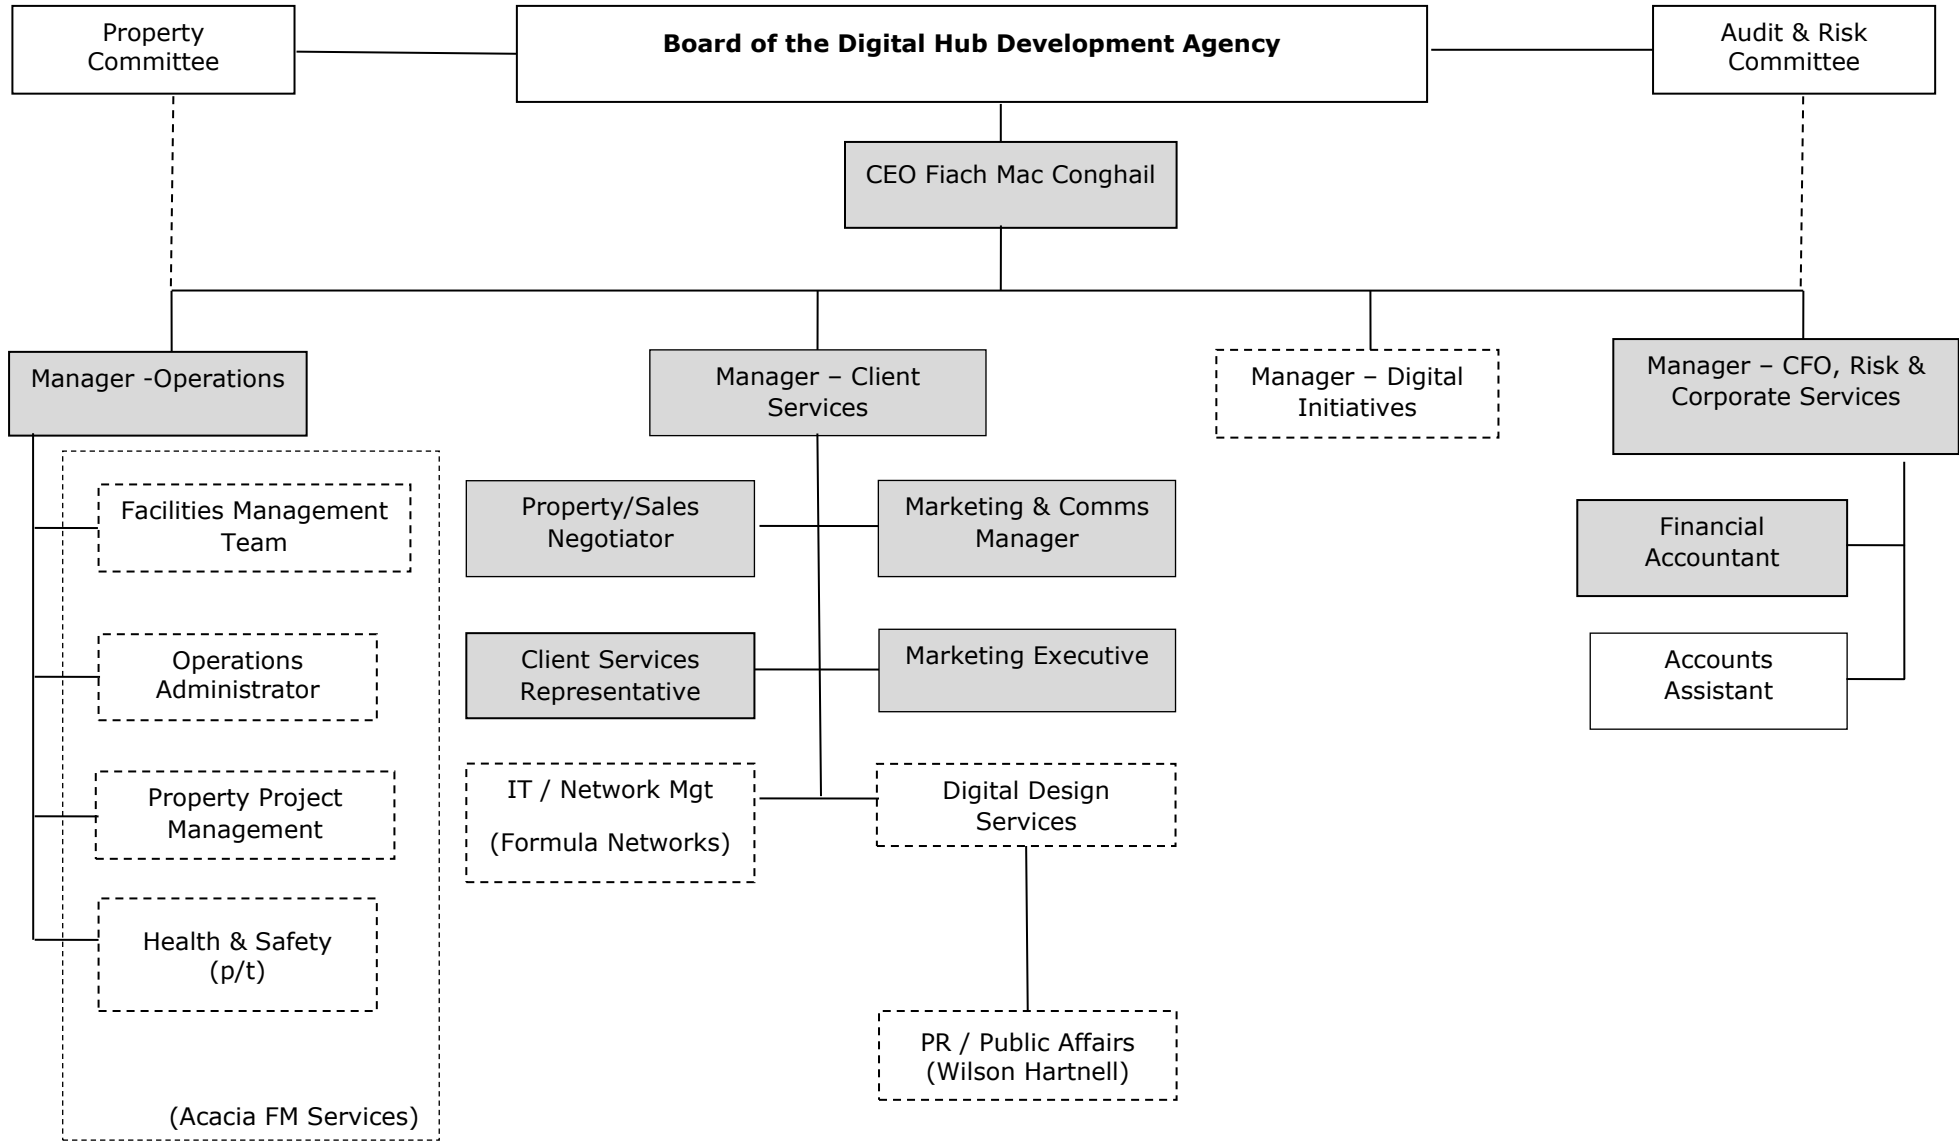 Property
Committee
Board of the Digital Hub Development Agency
Audit & Risk
Committee
CEO Fiach Mac Conghail
Manager -Operations
Manager – Client
Services
Manager – Digital
Initiatives
Manager – CFO, Risk &
Corporate Services
Facilities Management
Team
Operations
Administrator
Property Project
Management
Health & Safety
(p/t)
(Acacia FM Services)
Property/Sales
Negotiator
Marketing & Comms
Manager
Client Services
Representative
Marketing Executive
IT / Network Mgt
(Formula Networks)
Digital Design
Services
PR / Public Affairs
(Wilson Hartnell)
Financial
Accountant
Accounts
Assistant